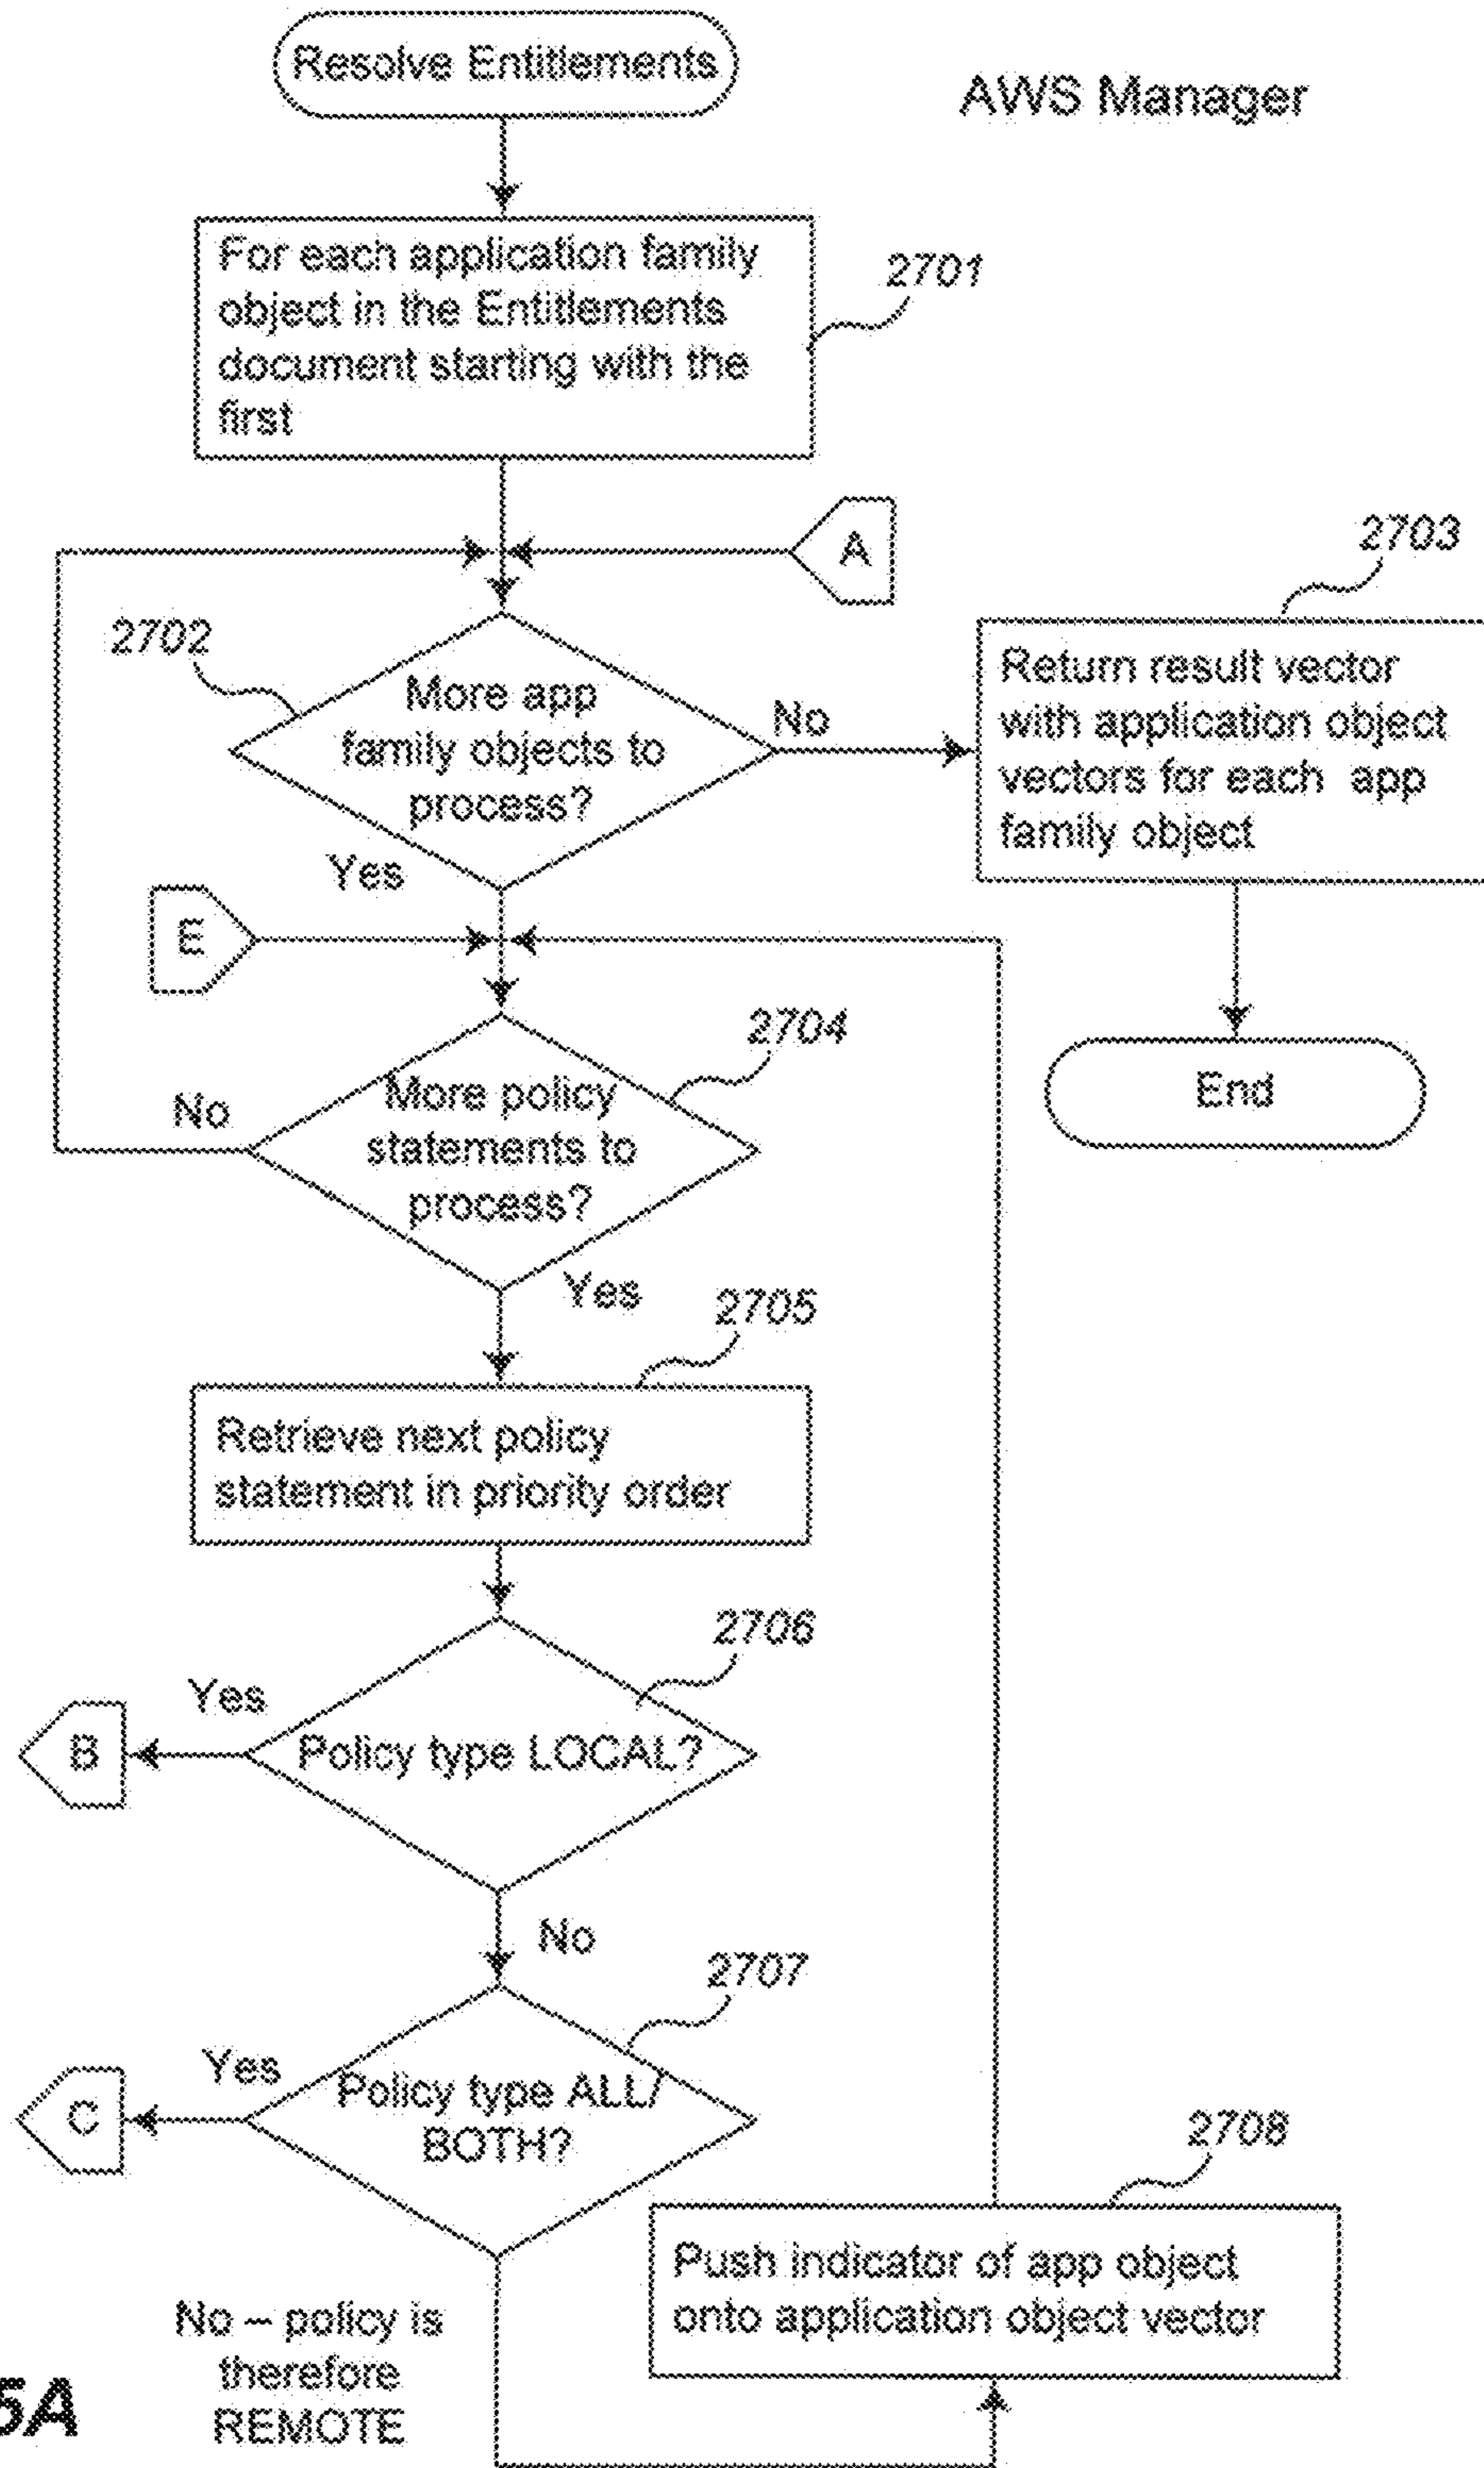 Resolve Entitlements
AWS Manager
For each application family
object in the Entitlements
document starting with the
first
2701
A
2703
2702
More app
family objects to
process?
No
Return result vector
with application object
vectors for each app
family object
Yes
E
2704
End
No
More policy
statements to
process?
Yes
2705
Retrieve next policy
statement in priority order
2706
Yes
B
Policy type LOCAL?
No
2707
Yes
C
Policy type ALL/
BOTH?
2708
Push indicator of app object
onto application object vector
No – policy is
therefore
REMOTE
5A